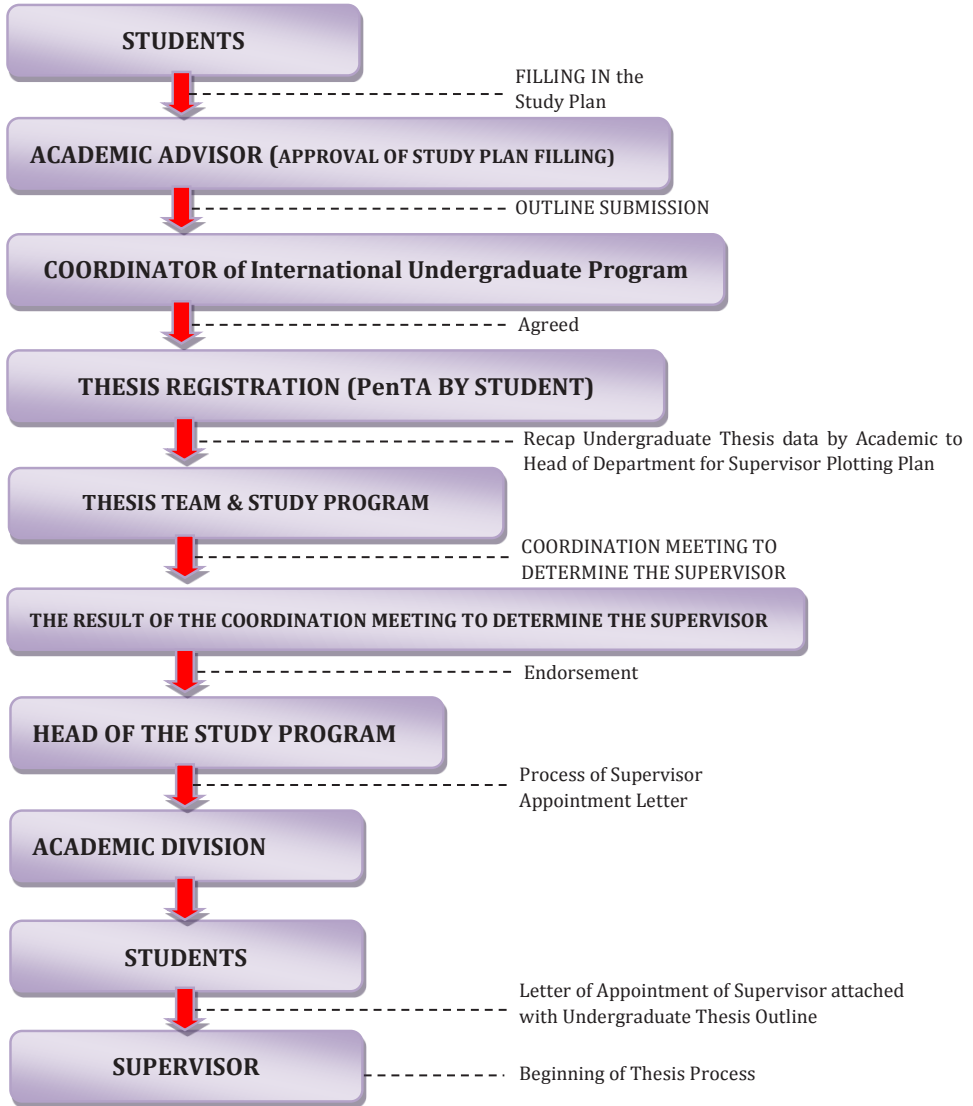 STUDENTS
FILLING IN the
Study Plan
ACADEMIC ADVISOR (APPROVAL OF STUDY PLAN FILLING)
OUTLINE SUBMISSION
COORDINATOR of International Undergraduate Program
Agreed
THESIS REGISTRATION (PenTA BY STUDENT)
Recap Undergraduate Thesis data by Academic to
Head of Department for Supervisor Plotting Plan
THESIS TEAM & STUDY PROGRAM
COORDINATION MEETING TO
DETERMINE THE SUPERVISOR
THE RESULT OF THE COORDINATION MEETING TO DETERMINE THE SUPERVISOR
Endorsement
HEAD OF THE STUDY PROGRAM
Process of Supervisor
Appointment Letter
ACADEMIC DIVISION
STUDENTS
Letter of Appointment of Supervisor attached
with Undergraduate Thesis Outline
SUPERVISOR
Beginning of Thesis Process